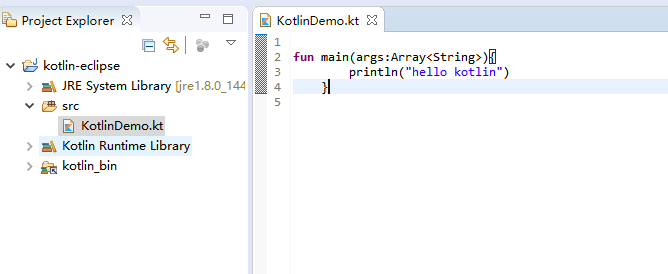 Project Explorer
kotlin-eclipse
JRE System Library [jre1.8.0_144
src
KotlinDemo.kt
Kotlin Runtime Library
kotlin_bin
KotlinDemo.kt
1
2 fun main(args:Array<String>){
3 println("hello kotlin")
4 }
5